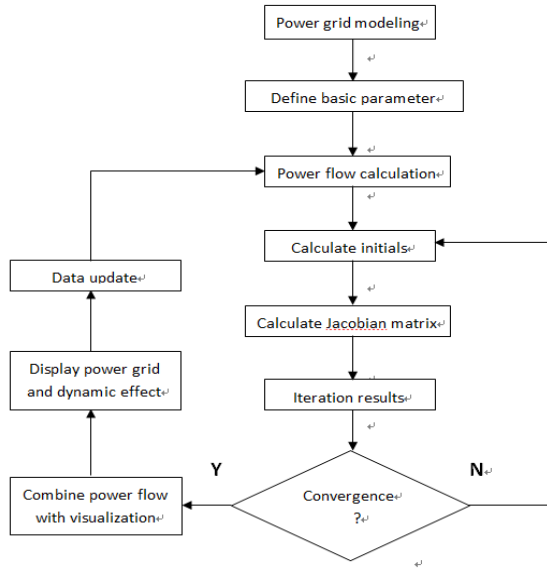 Power grid modeling
Define basic parameter
Power flow calculation
Calculate initials
Data update
Calculate Jacobian matrix
Display power grid
and dynamic effect
Iteration results
Y
N
Combine power flow
with visualization
Convergence
?